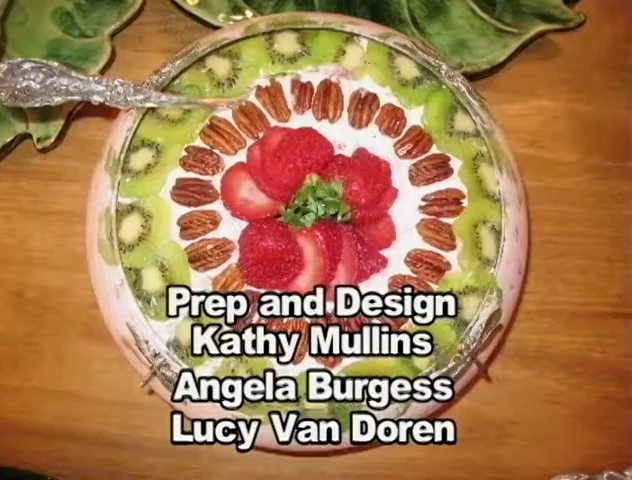 Prep and Design
Kathy Mullins
Angela Burgess
Lucy Van Doren